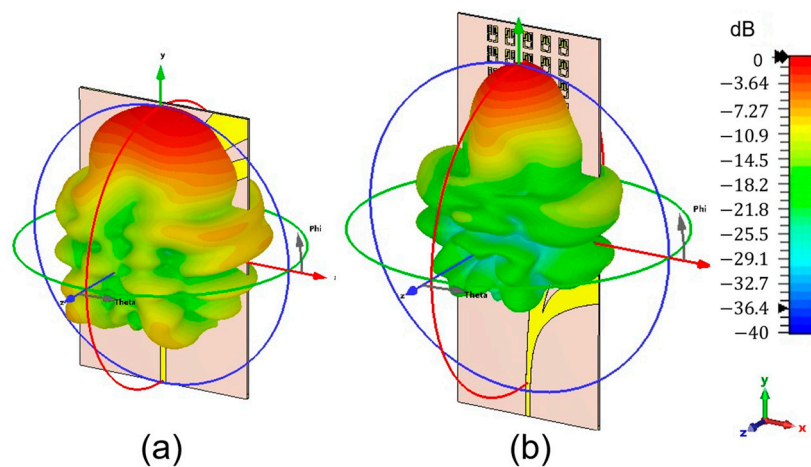 y
Phi
z
Theta
(a)
Phi
z
Theta
(b)
dB
0
−3.64
−7.27
−10.9
−14.5
−18.2
−21.8
−25.5
−29.1
−32.7
−36.4
−40
y
z
x